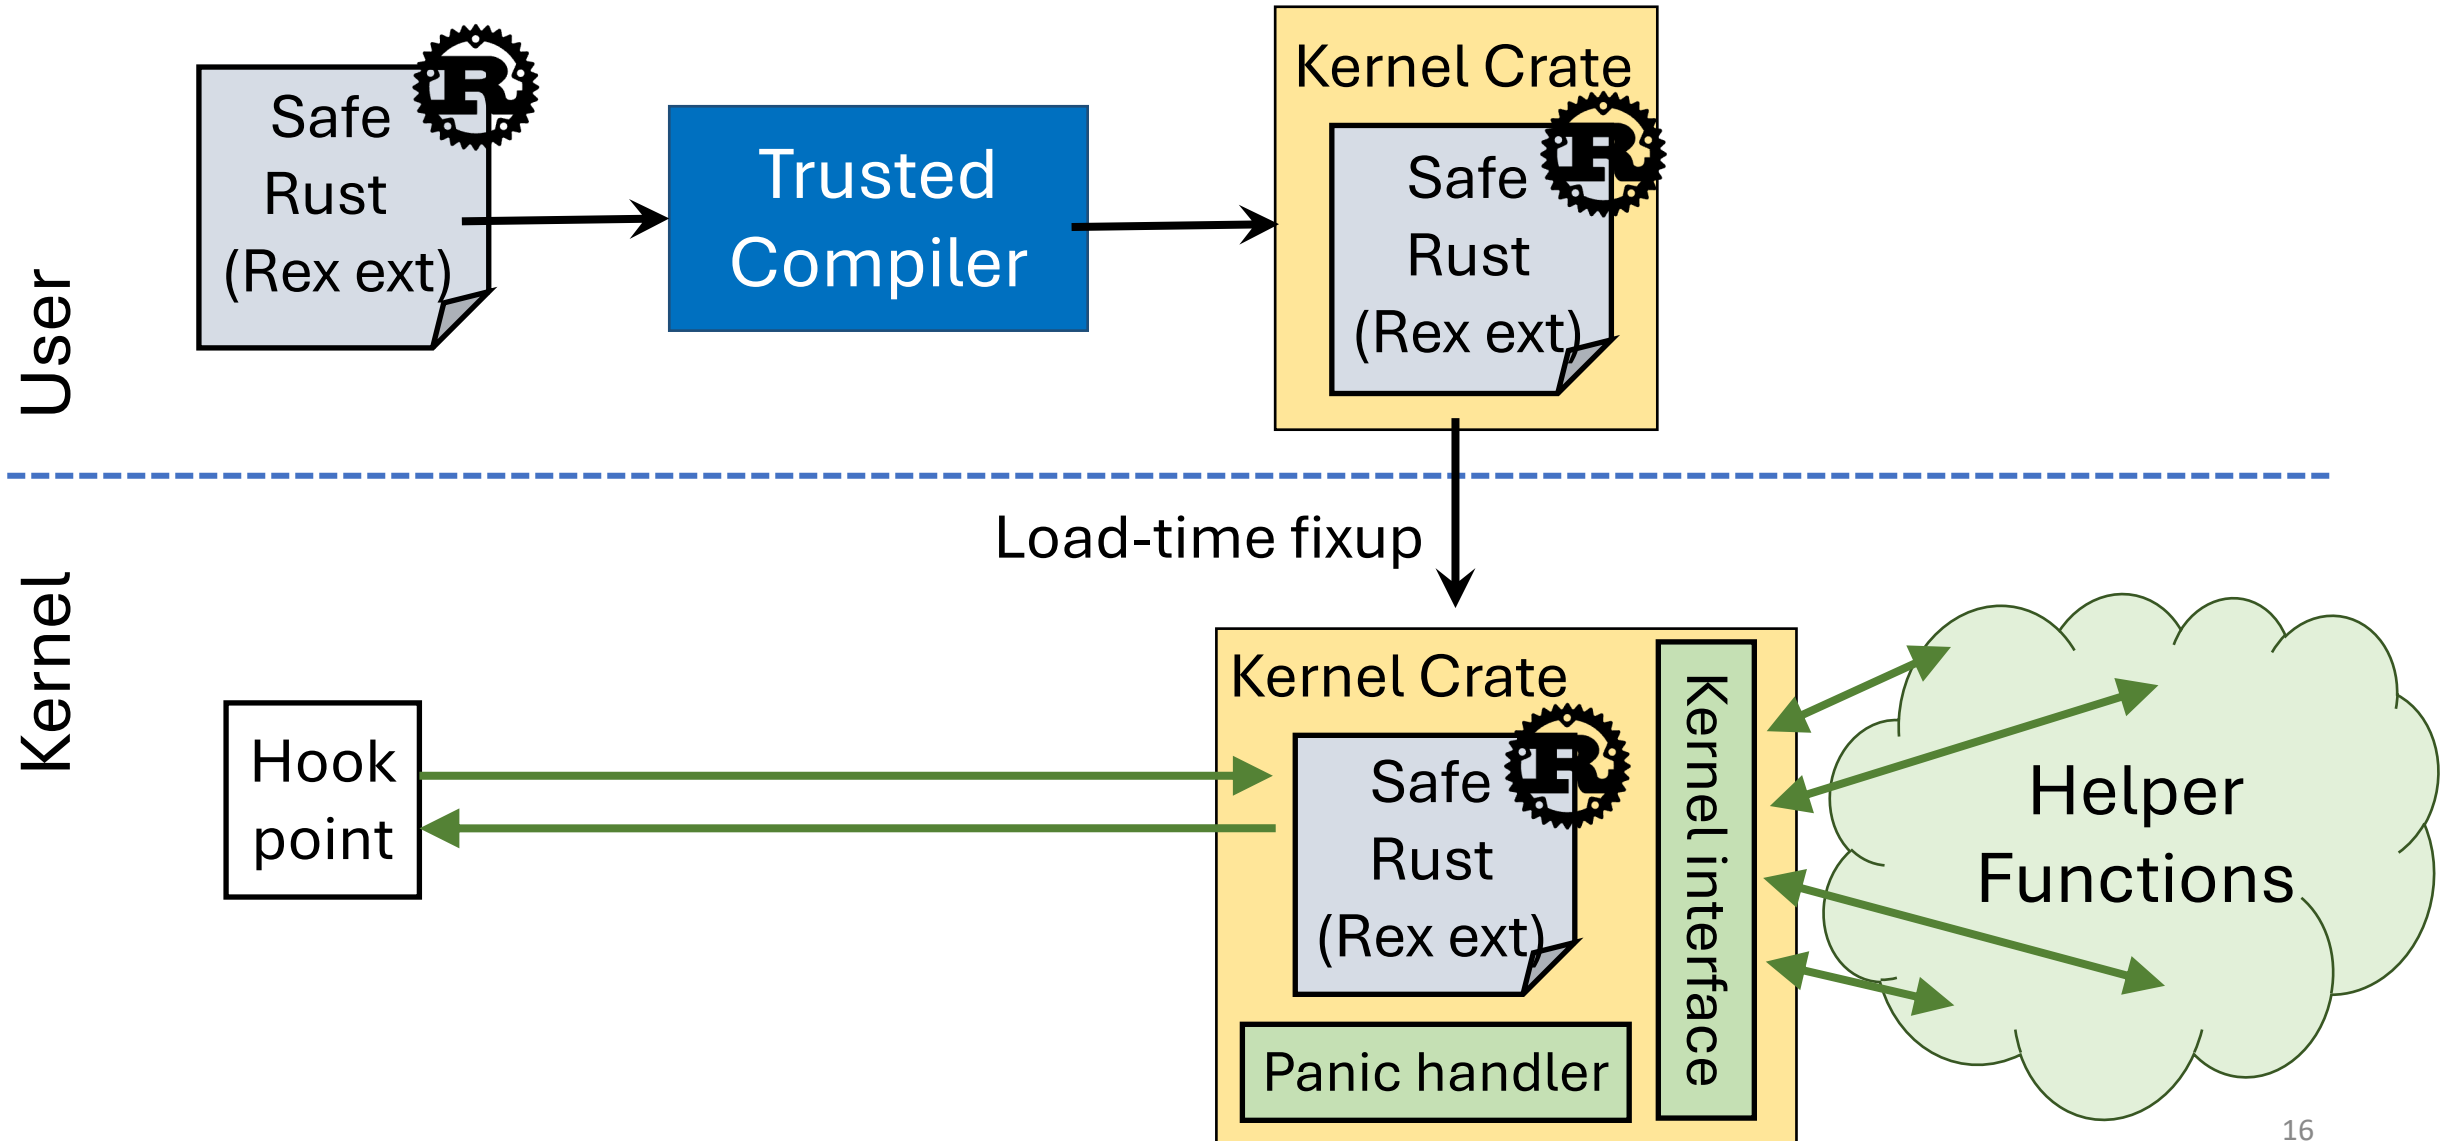 User
Safe
Rust
(Rex ext)
Trusted
Compiler
Kernel Crate
Safe
Rust
(Rex ext)
Load-time fixup
Kernel
Hook
point
Kernel Crate
Safe
Rust
(Rex ext)
Panic handler
Kernel interface
Helper
Functions
16